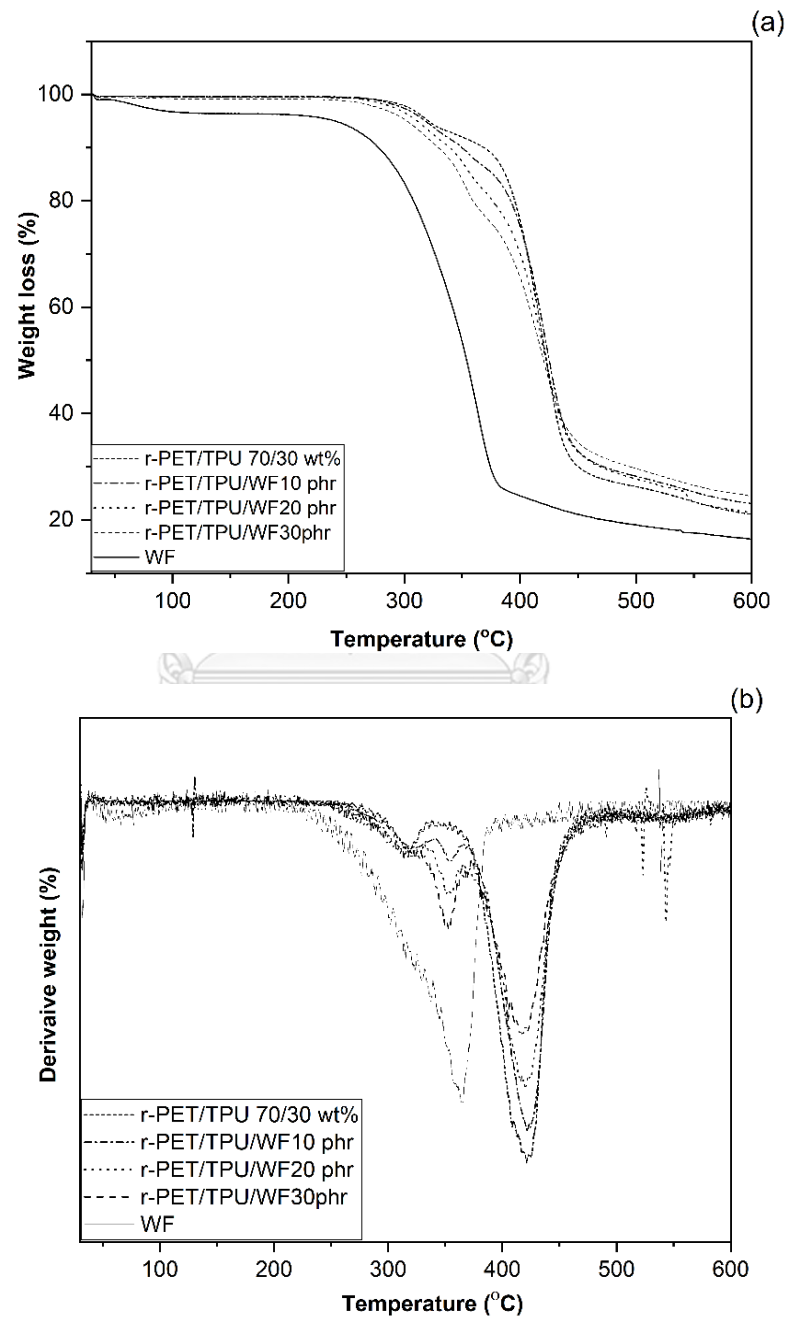 (a)
Weight loss (%)
100
80
60
40
20
r-PET/TPU 70/30 wt%
r-PET/TPU/WF10 phr
r-PET/TPU/WF20 phr
r-PET/TPU/WF30phr
WF
100 200 300 400 500 600
Temperature (°C)
(b)
Derivaive weight (%)
r-PET/TPU 70/30 wt%
r-PET/TPU/WF10 phr
r-PET/TPU/WF20 phr
r-PET/TPU/WF30phr
WF
100 200 300 400 500 600
Temperature (°C)